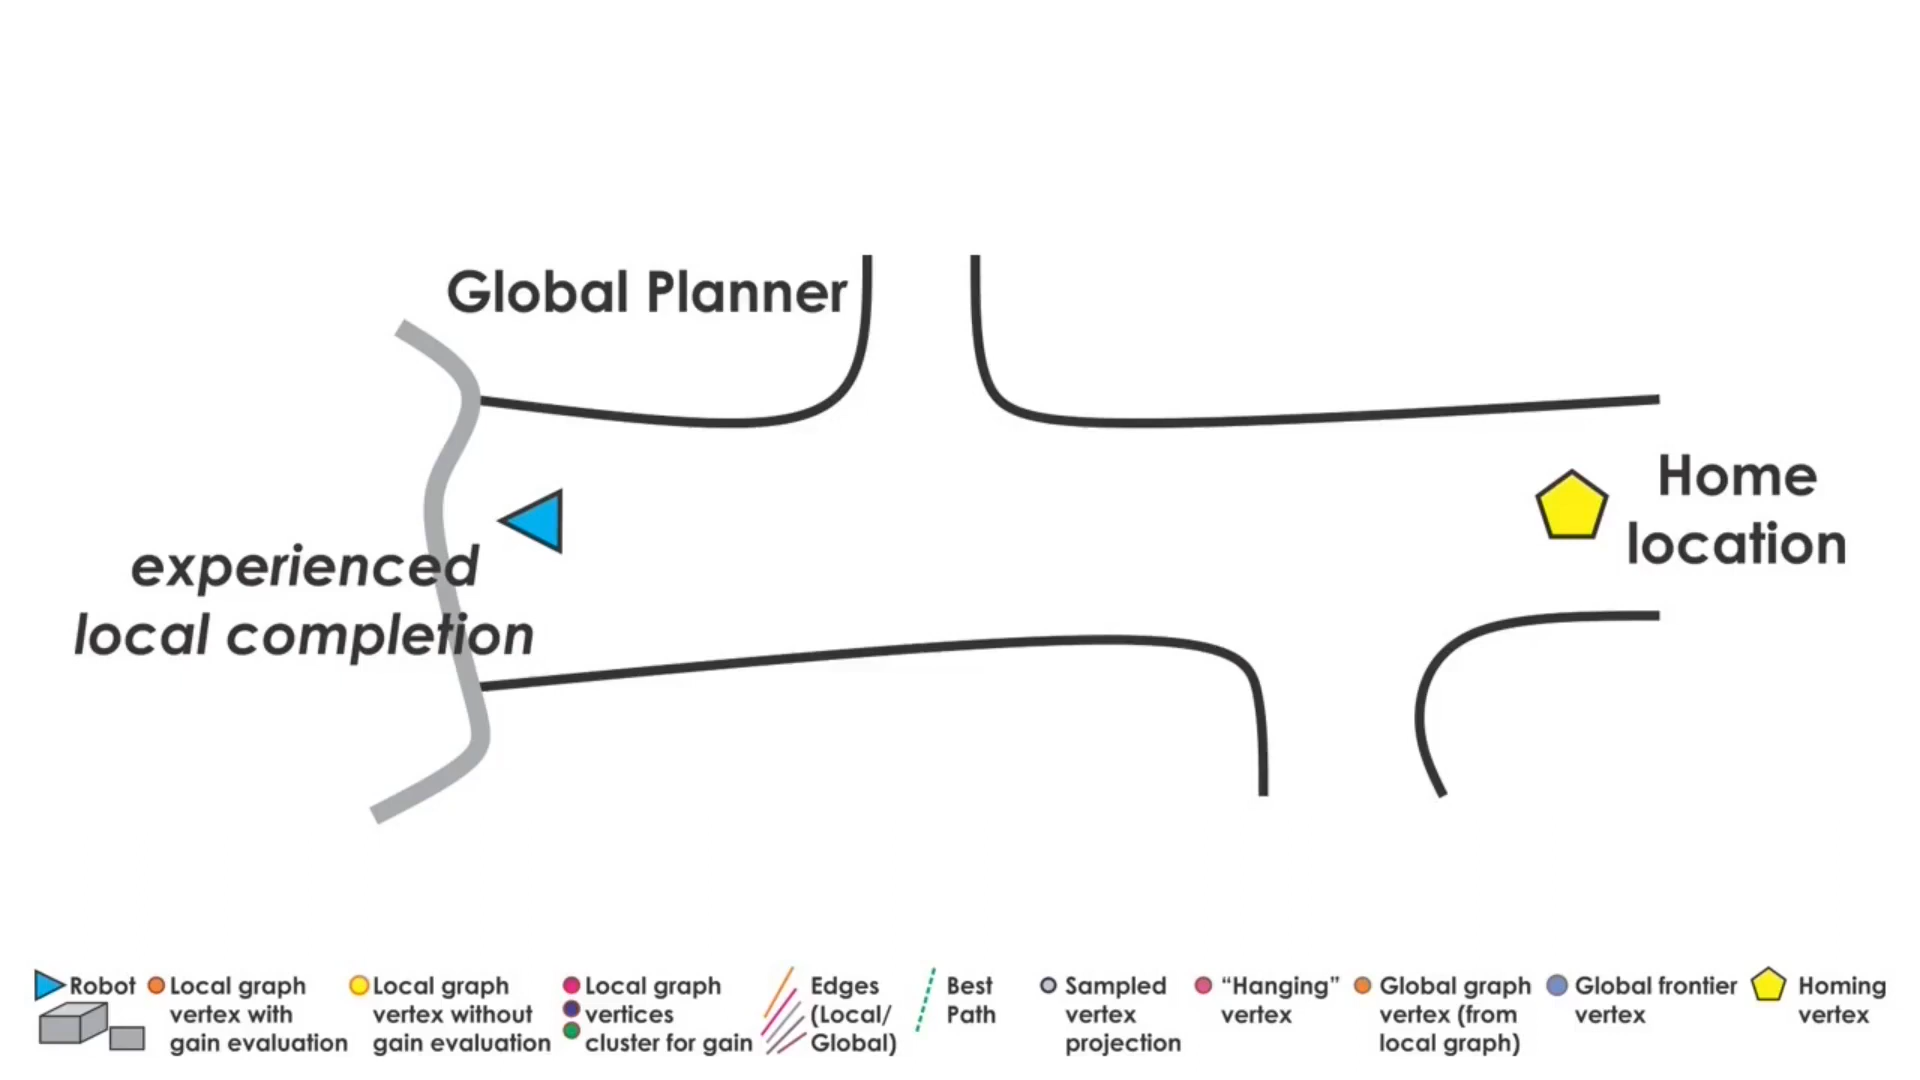 Global Planner
Home
location
experienced
local completion
Robot
Local graph
vertex with
gain evaluation
Local graph
vertex without
gain evaluation
Local graph
vertices
cluster for gain
Edges
(Local/
Global)
Best
Path
Sampled
vertex
projection
“Hanging”
vertex
Global graph
vertex (from
local graph)
Global frontier
vertex
Homing
vertex